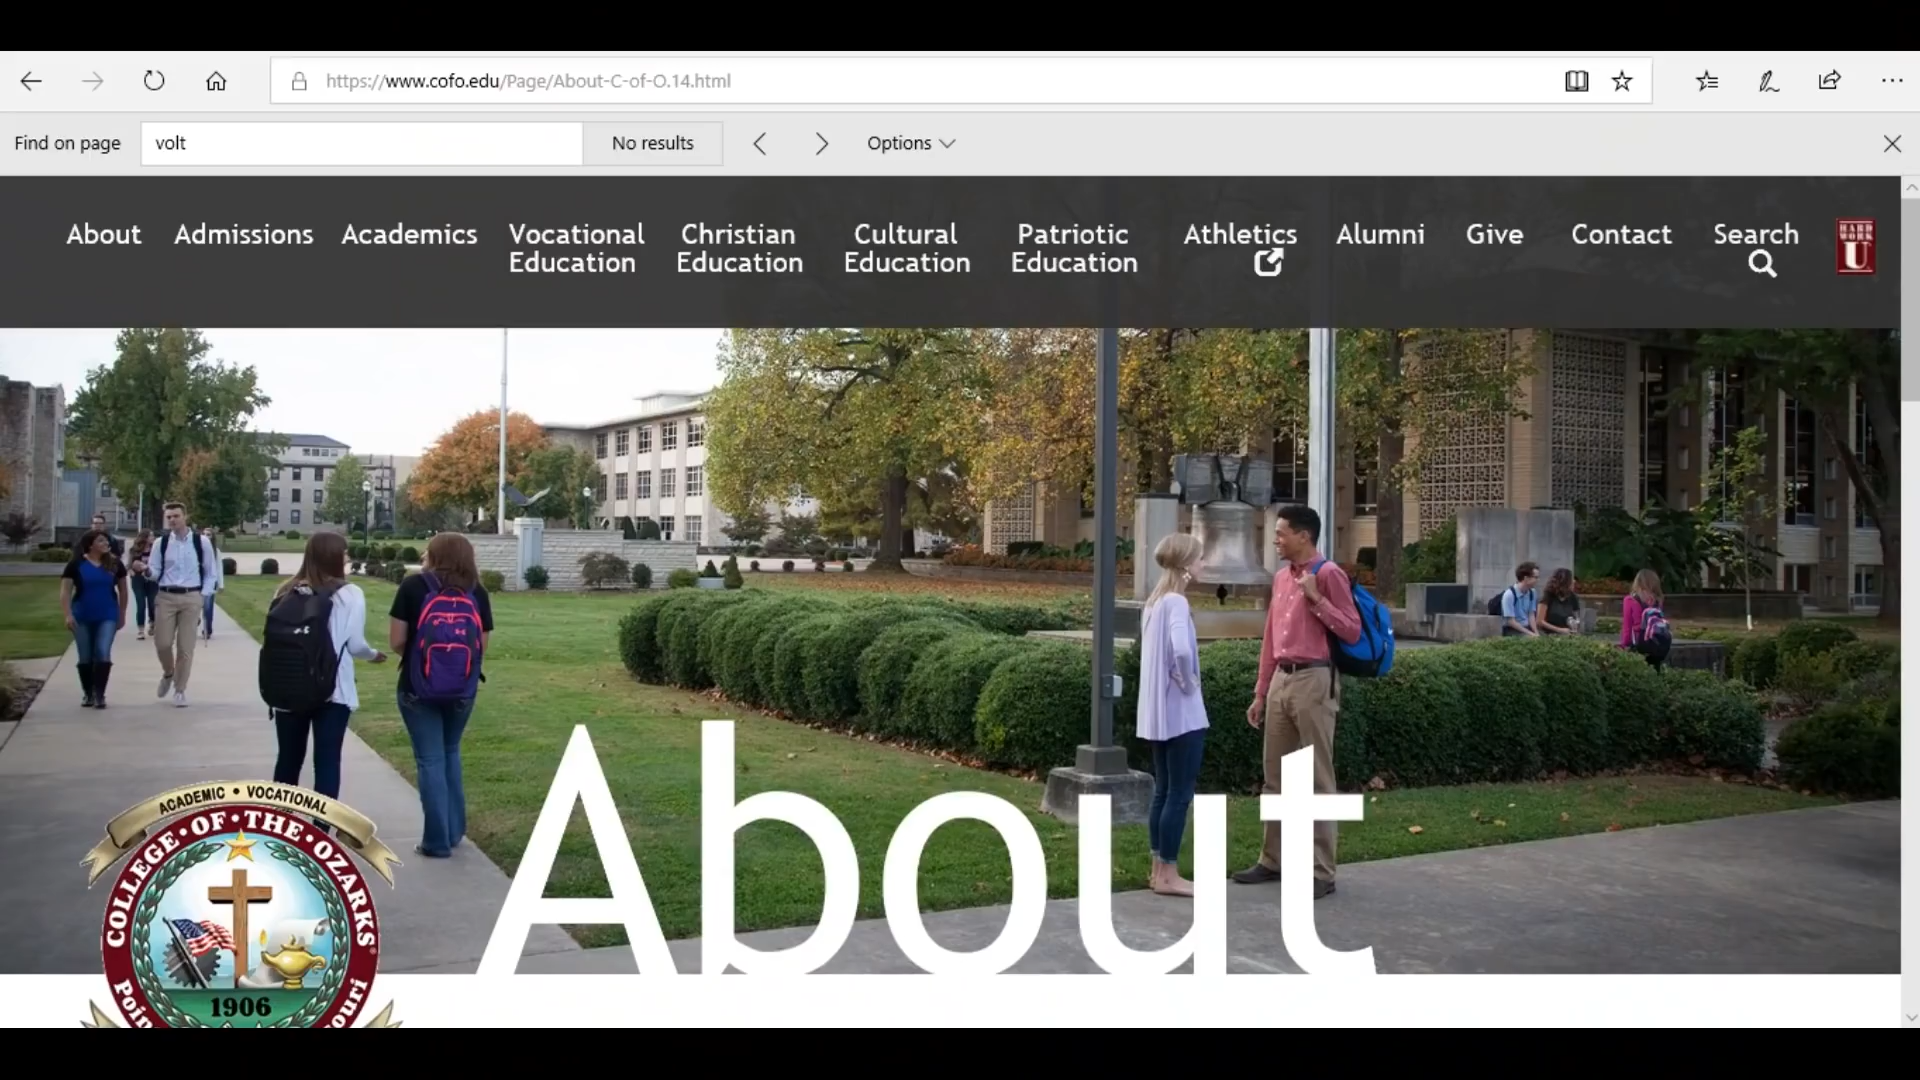 https://www.cofo.edu/Page/About-C-of-O.14.html
Find on page volt No results Options
About Admissions Academics Vocational Education Christian Education Cultural Education Patriotic Education Athletics Alumni Give Contact Search
HARD WORK U
About
ACADEMIC • VOCATIONAL
COLLEGE • OF • THE • OZARKS
1906